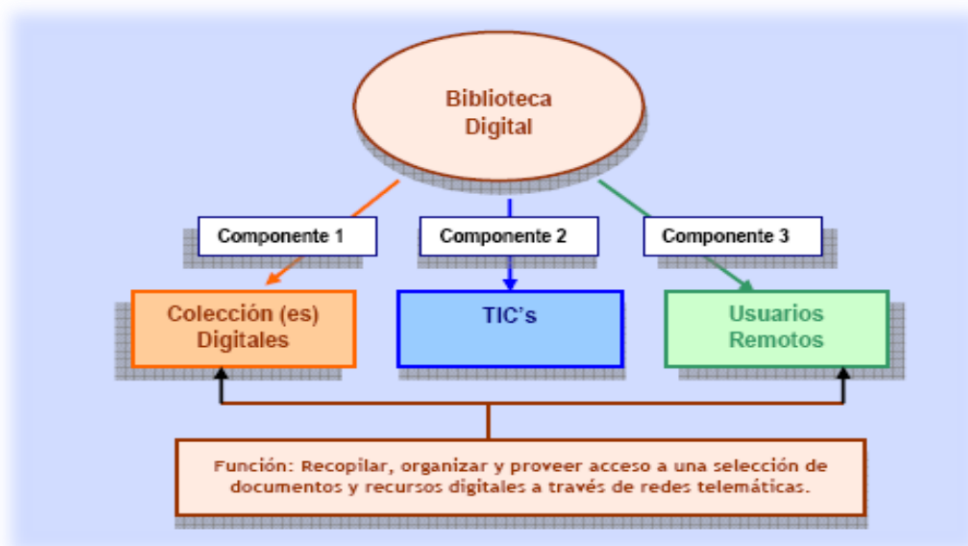 Biblioteca
Digital
Componente 1
Componente 2
Componente 3
Colección (es)
Digitales
TIC's
Usuarios
Remotos
Función: Recopilar, organizar y proveer acceso a una selección de
documentos y recursos digitales a través de redes telemáticas.